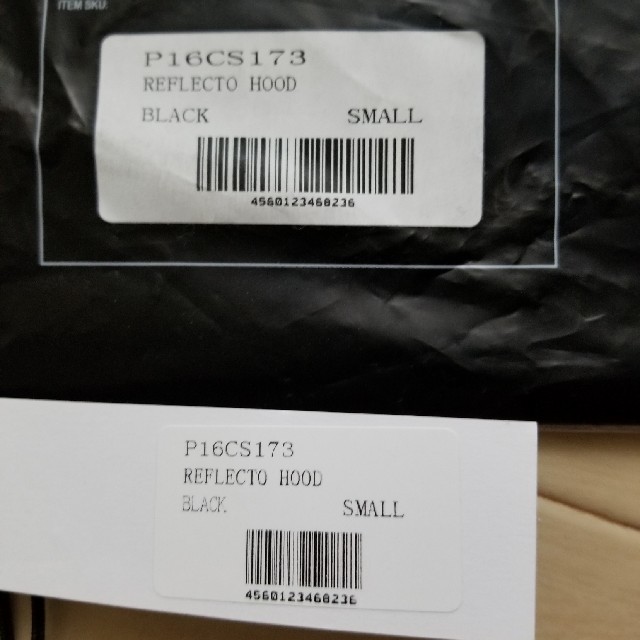 ITEM SKU:
P16CS173
REFLECTO HOOD
BLACK SMALL
4560123468236
P16CS173
REFLECTO HOOD
BLACK SMALL
4560123468236